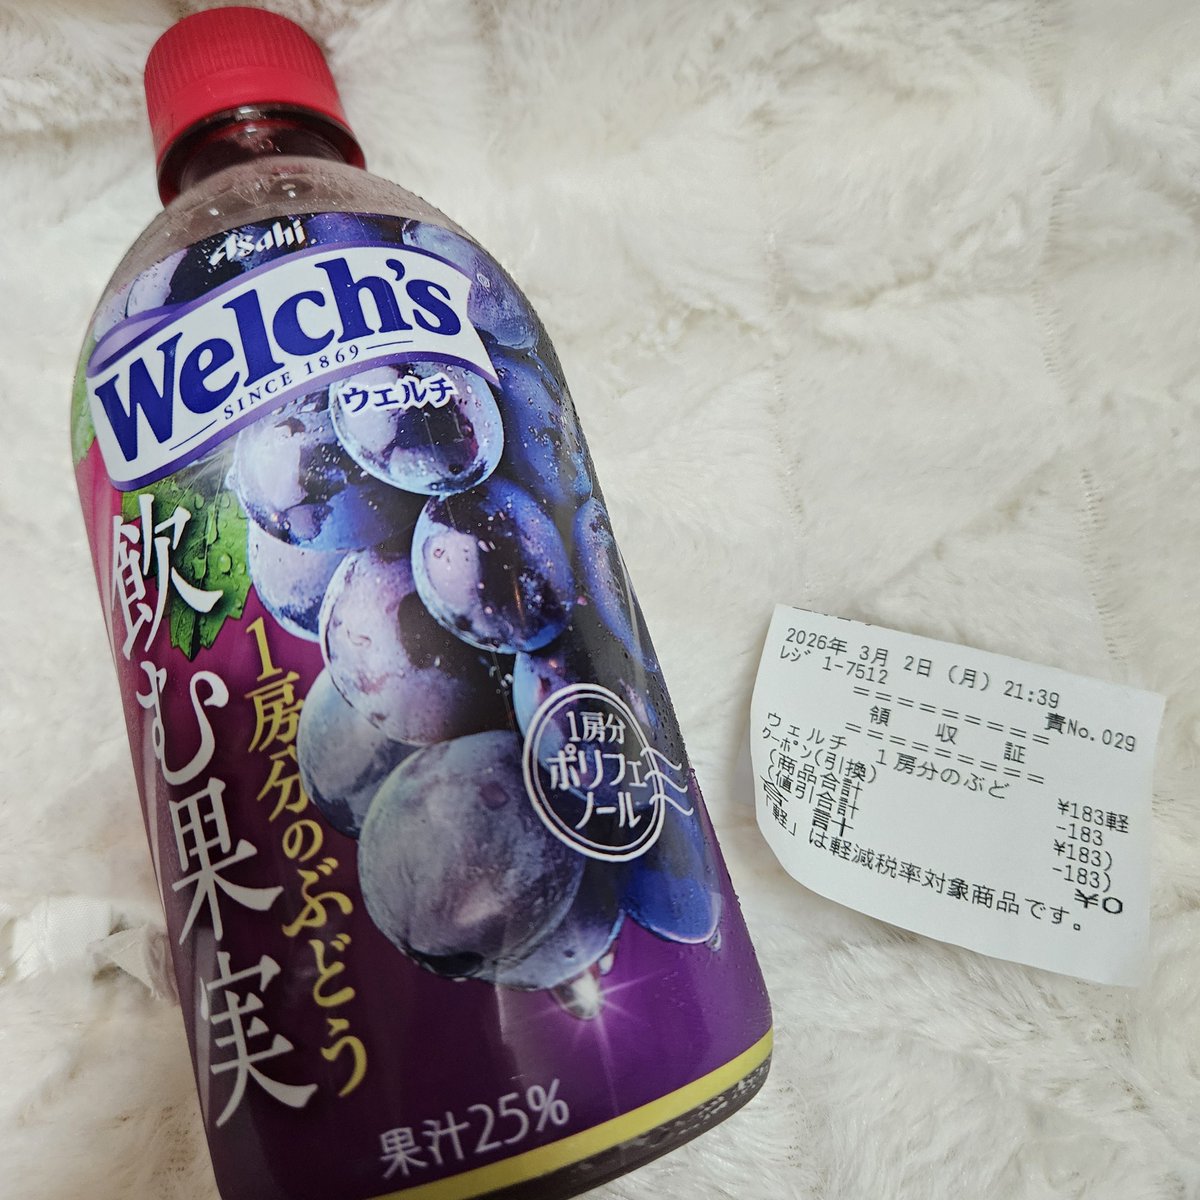 Asahi
Welch's
SINCE 1869
ウェルチ
飲む果実
1房分のぶどう
1房分
ポリフェ
ノール
果汁25%
2026年 3月 2日 (月) 21:39
ﾚｼﾞ 1-7512 責No.029
=========
領 収 証
=========
ウェルチ 1房分のぶど ¥183軽
ｸｰﾎﾟﾝ(引換) -183
(商品合計 ¥183)
(値引合計 -183)
合 計 ¥0
「軽」は軽減税率対象商品です。